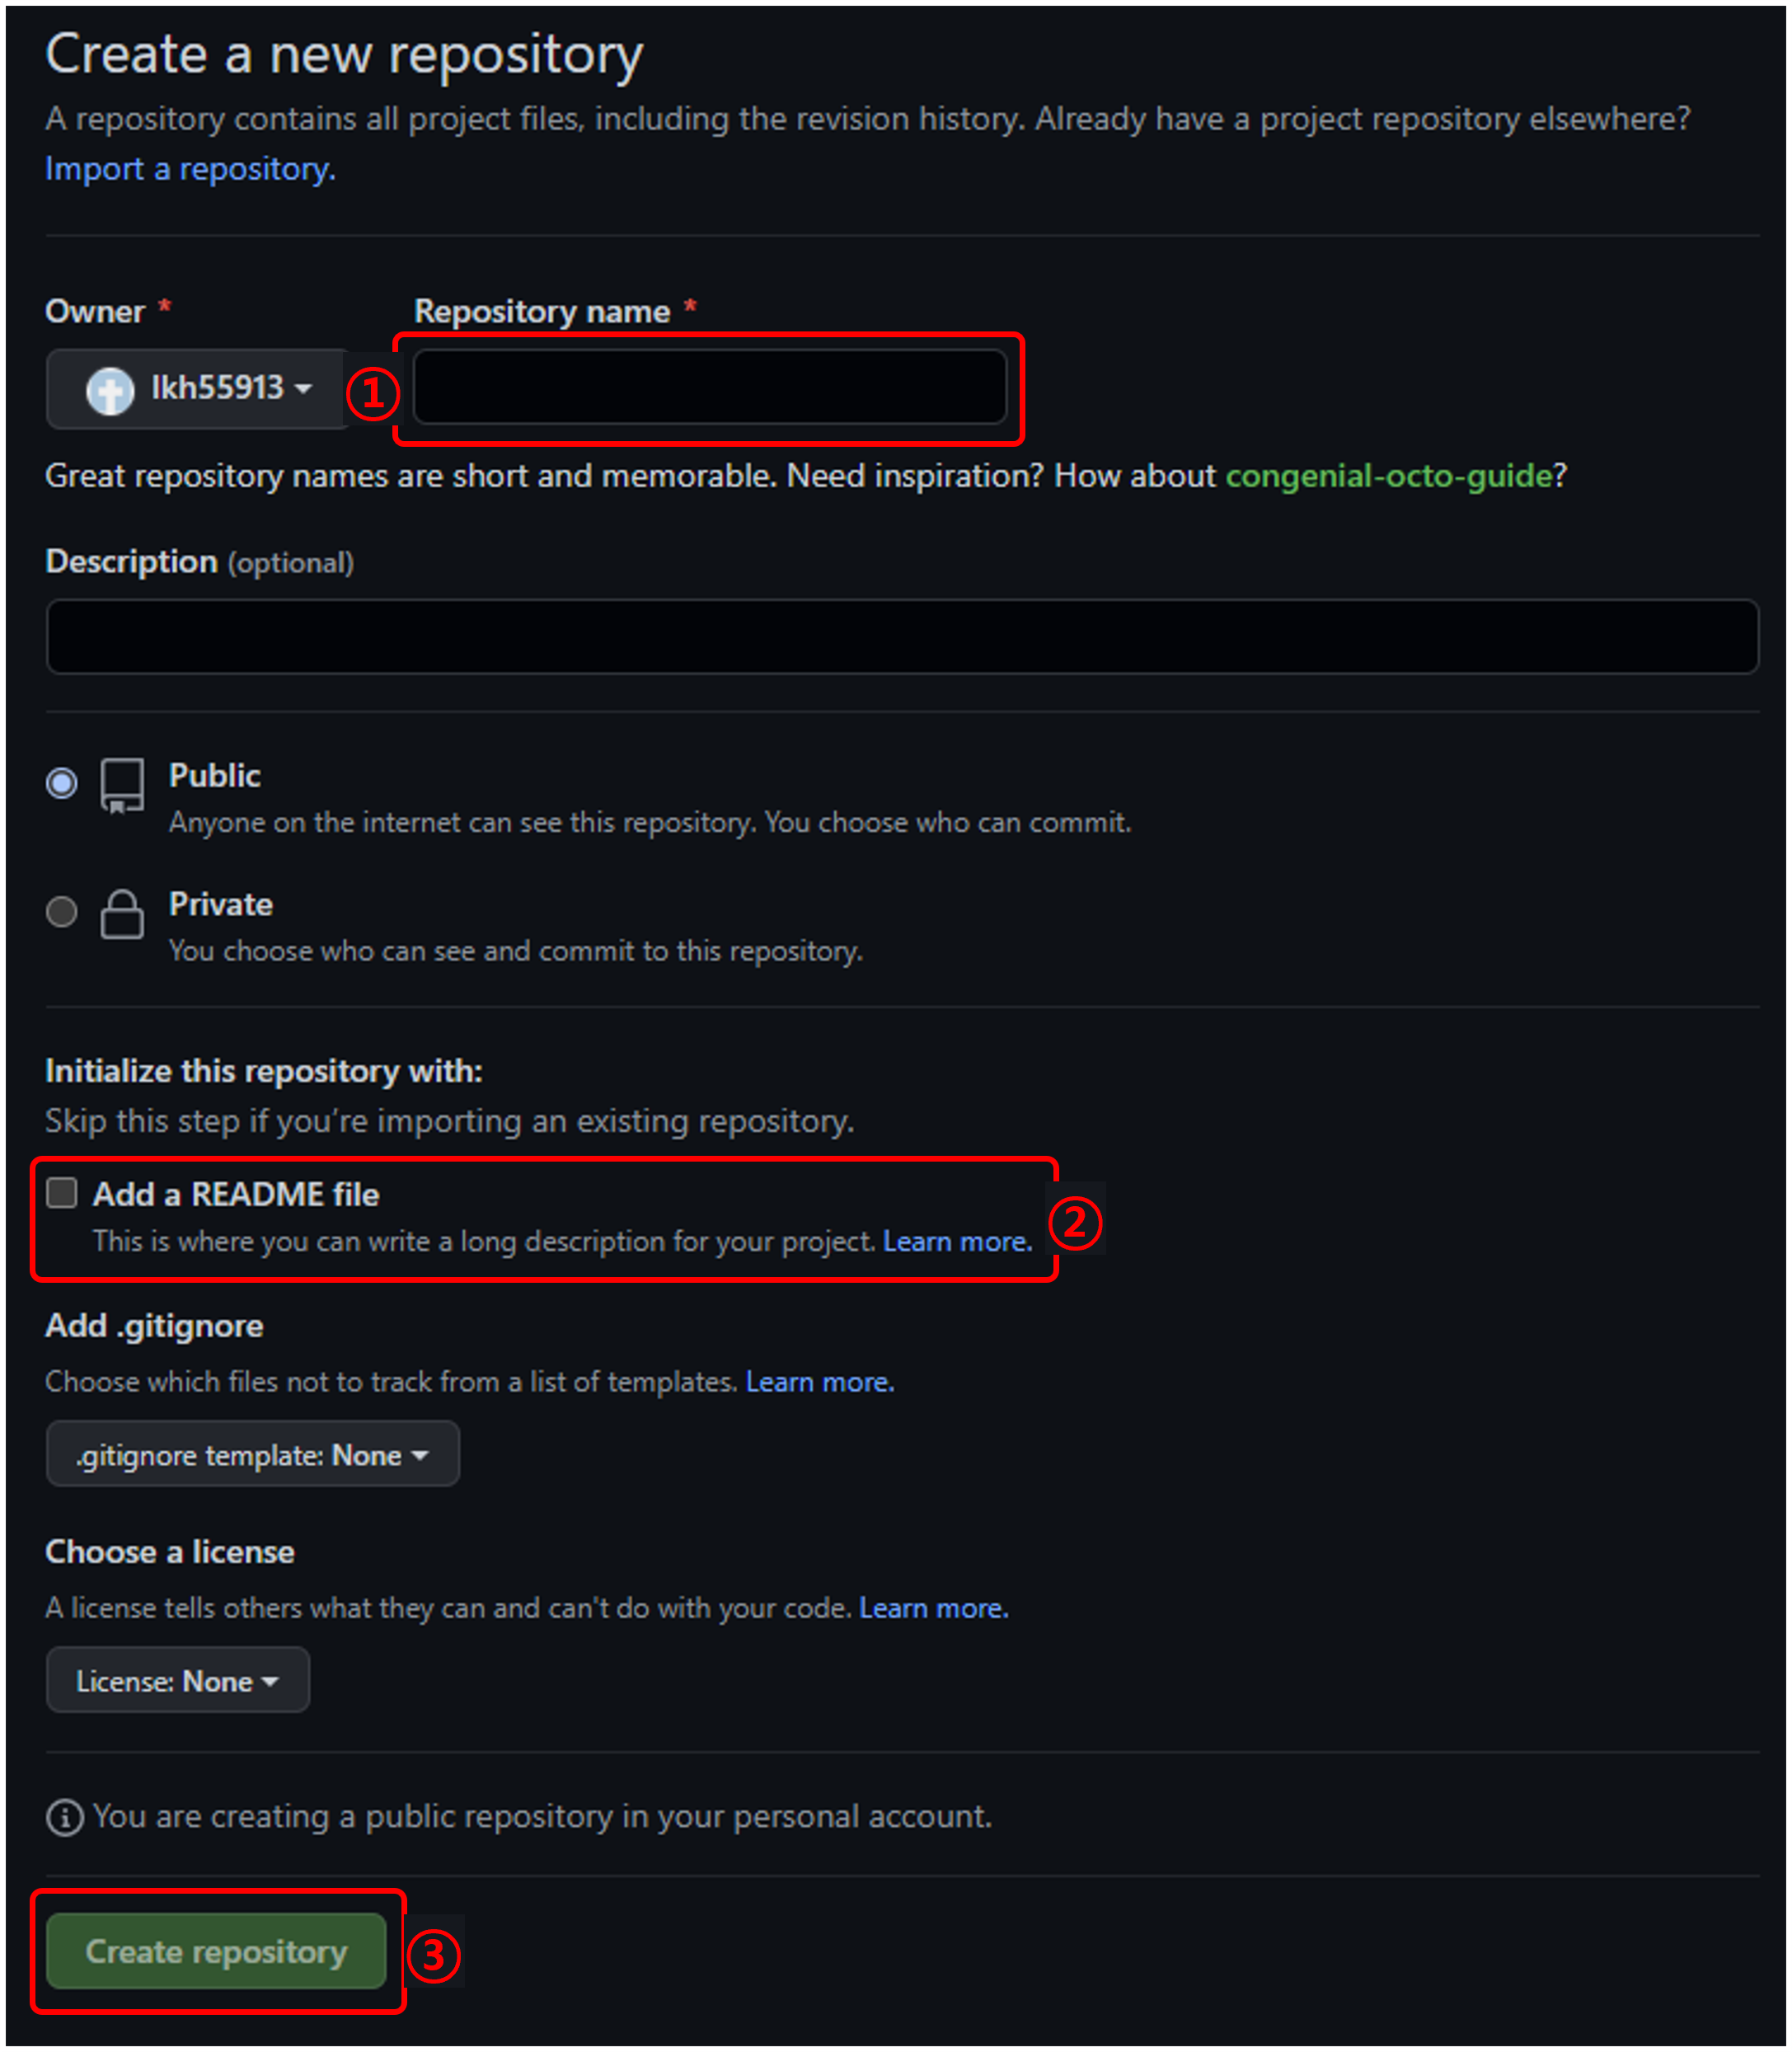 Create a new repository
A repository contains all project files, including the revision history. Already have a project repository elsewhere?
Import a repository.
Owner * Repository name *
lkh55913 ①
Great repository names are short and memorable. Need inspiration? How about congenial-octo-guide?
Description (optional)
Public
Anyone on the internet can see this repository. You choose who can commit.
Private
You choose who can see and commit to this repository.
Initialize this repository with:
Skip this step if you’re importing an existing repository.
Add a README file
This is where you can write a long description for your project. Learn more.
②
Add .gitignore
Choose which files not to track from a list of templates. Learn more.
.gitignore template: None
Choose a license
A license tells others what they can and can't do with your code. Learn more.
License: None
You are creating a public repository in your personal account.
Create repository ③